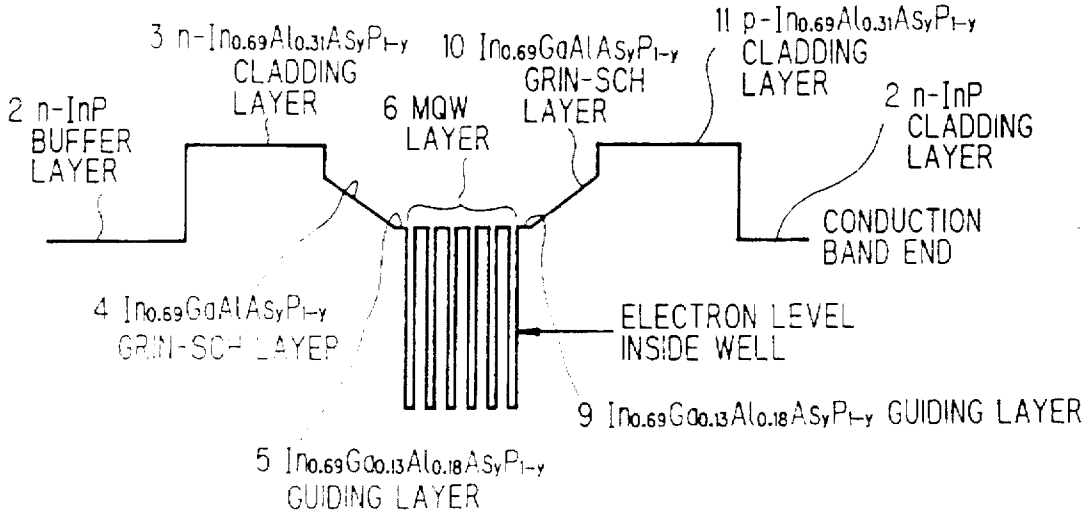 2 n-InP
BUFFER
LAYER
3 n-In0.69Al0.31AsyP1-y
CLADDING
LAYER
6 MQW
LAYER
10 In0.69GaAlAsyP1-y
GRIN-SCH
LAYER
11 p-In0.69Al0.31AsyP1-y
CLADDING
LAYER
2 n-InP
CLADDING
LAYER
CONDUCTION
BAND END
4 In0.69GaAlAsyP1-y
GRIN-SCH LAYER
ELECTRON LEVEL
INSIDE WELL
9 In0.69Ga0.13Al0.18AsyP1-y GUIDING LAYER
5 In0.69Ga0.13Al0.18AsyP1-y
GUIDING LAYER